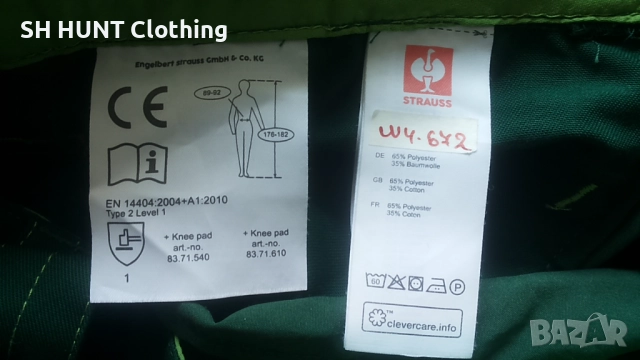 SH HUNT Clothing
Engelbert strauss GmbH & Co. KG
CE
89-92
176-182
i
EN 14404:2004+A1:2010
Type 2 Level 1
1
+ Knee pad
art.-no.
83.71.540
+ Knee pad
art.-no.
83.71.610
STRAUSS
W4-672
DE 65% Polyester
35% Baumwolle
GB 65% Polyester
35% Cotton
FR 65% Polyester
35% Coton
60
P
clevercare.info
BAZAR